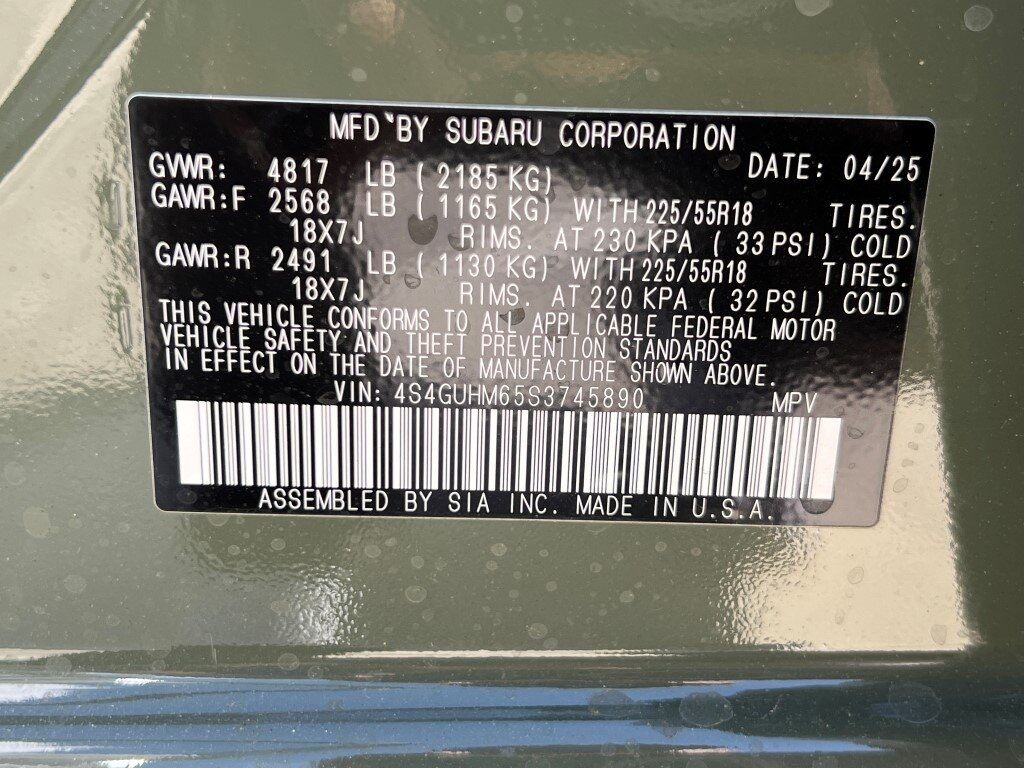 MFD BY SUBARU CORPORATION
GVWR: 4817 LB ( 2185 KG) DATE: 04/25
GAWR:F 2568 LB ( 1165 KG) WITH 225/55R18 TIRES.
18X7J RIMS. AT 230 KPA ( 33 PSI) COLD
GAWR:R 2491 LB ( 1130 KG) WITH 225/55R18 TIRES.
18X7J RIMS. AT 220 KPA ( 32 PSI) COLD
THIS VEHICLE CONFORMS TO ALL APPLICABLE FEDERAL MOTOR
VEHICLE SAFETY AND THEFT PREVENTION STANDARDS
IN EFFECT ON THE DATE OF MANUFACTURE SHOWN ABOVE.
VIN: 4S4GUHM65S3745890 MPV
ASSEMBLED BY SIA INC. MADE IN U.S.A.